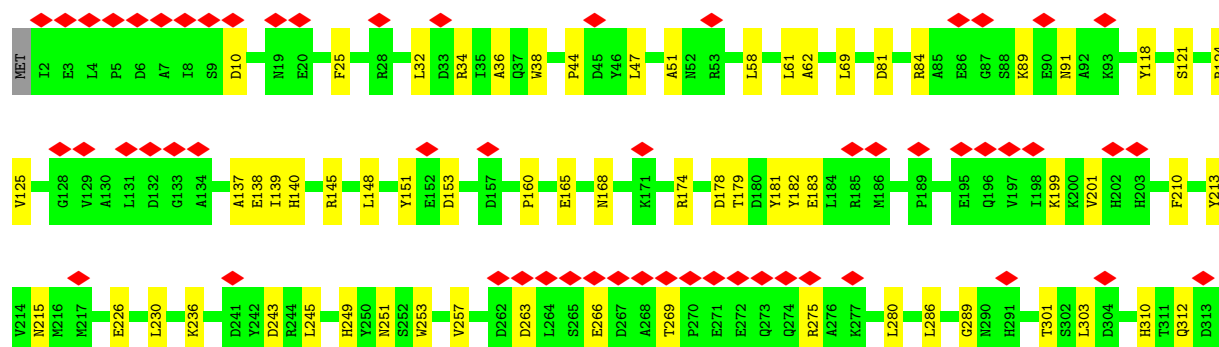 MET I2 E3 L4 P5 D6 A7 I8 S9 D10 N19 E20 F25 R28 L32 D33 R34 I35 A36 Q37 W38 P44 D45 Y46 L47 A51 N52 R53 L58 L61 A62 L69 D81 R84 A85 E86 G87 S88 K89 E90 N91 A92 K93 Y118 S121
V125 G128 V129 A130 L131 D132 G133 A134 A137 E138 I139 H140 R145 L148 Y151 E152 D153 D157 P160 E165 N168 K171 R174 D178 T179 D180 Y181 Y182 E183 L184 R185 M186 P189 E195 Q196 V197 I198 K199 K200 V201 H202 H203 F210 Y213
V214 N215 M216 M217 E226 L230 K236 D241 Y242 D243 R244 L245 H249 Y250 N251 S252 W253 V257 D262 D263 L264 S265 E266 D267 A268 T269 P270 E271 E272 Q273 Q274 R275 A276 K277 L280 L286 G289 N290 H291 T301 S302 L303 D304 H310 T311 Q312 D313